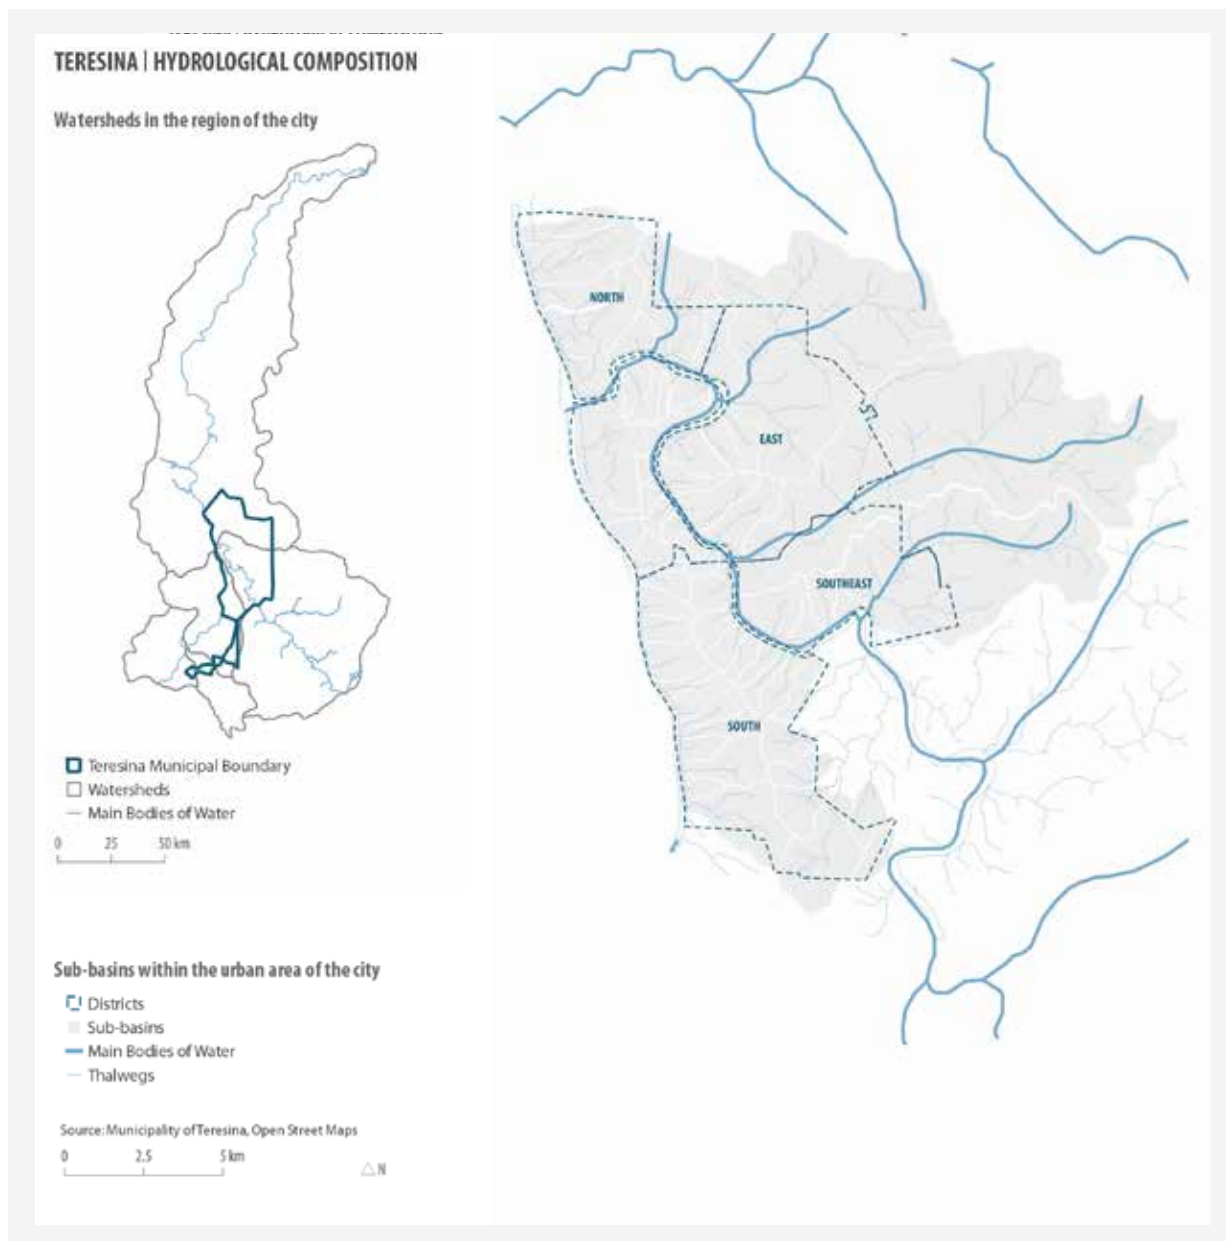 TERESINA | HYDROLOGICAL COMPOSITION
Watersheds in the region of the city
Teresina Municipal Boundary
Watersheds
Main Bodies of Water
0 25 50 km
Sub-basins within the urban area of the city
Districts
Sub-basins
Main Bodies of Water
Thalwegs
Source: Municipality of Teresina, Open Street Maps
0 2.5 5 km
N
NORTH
EAST
SOUTHEAST
SOUTH